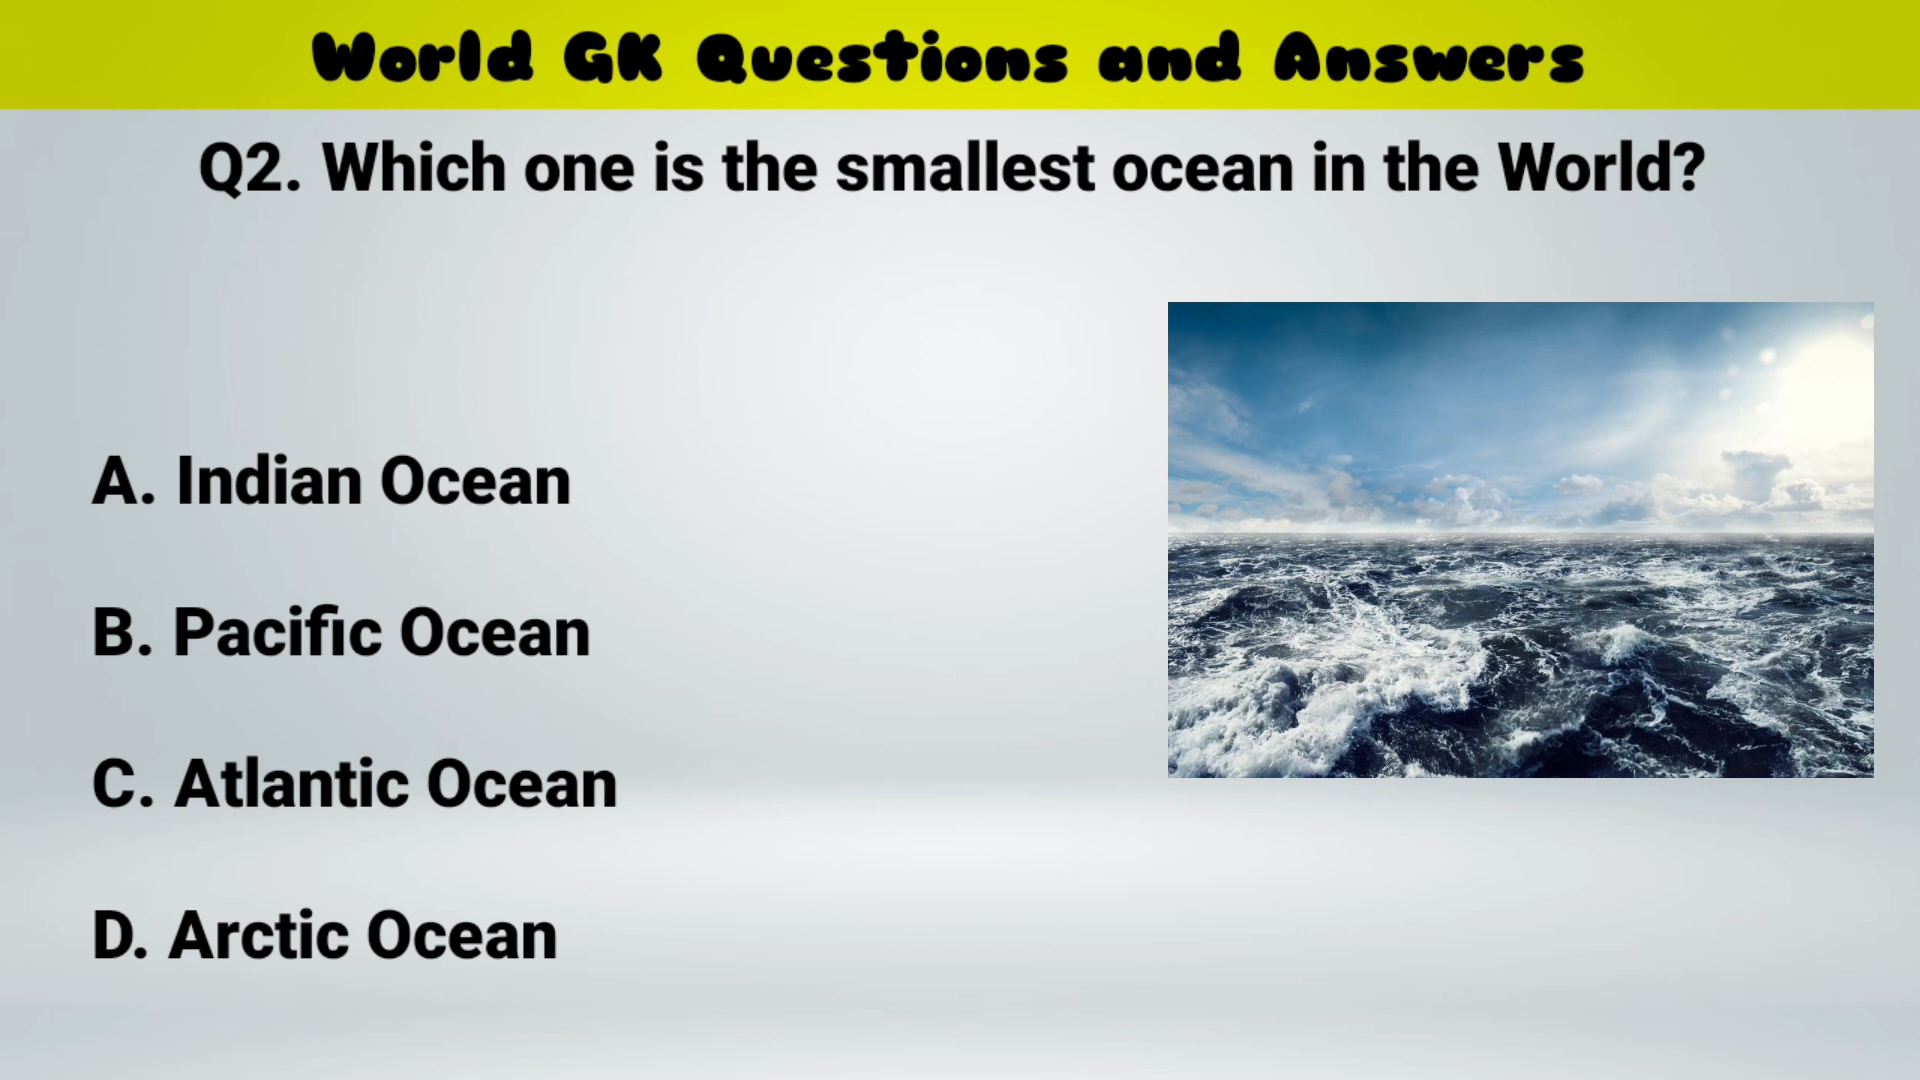 World GK Questions and Answers
Q2. Which one is the smallest ocean in the World?
A. Indian Ocean
B. Pacific Ocean
C. Atlantic Ocean
D. Arctic Ocean